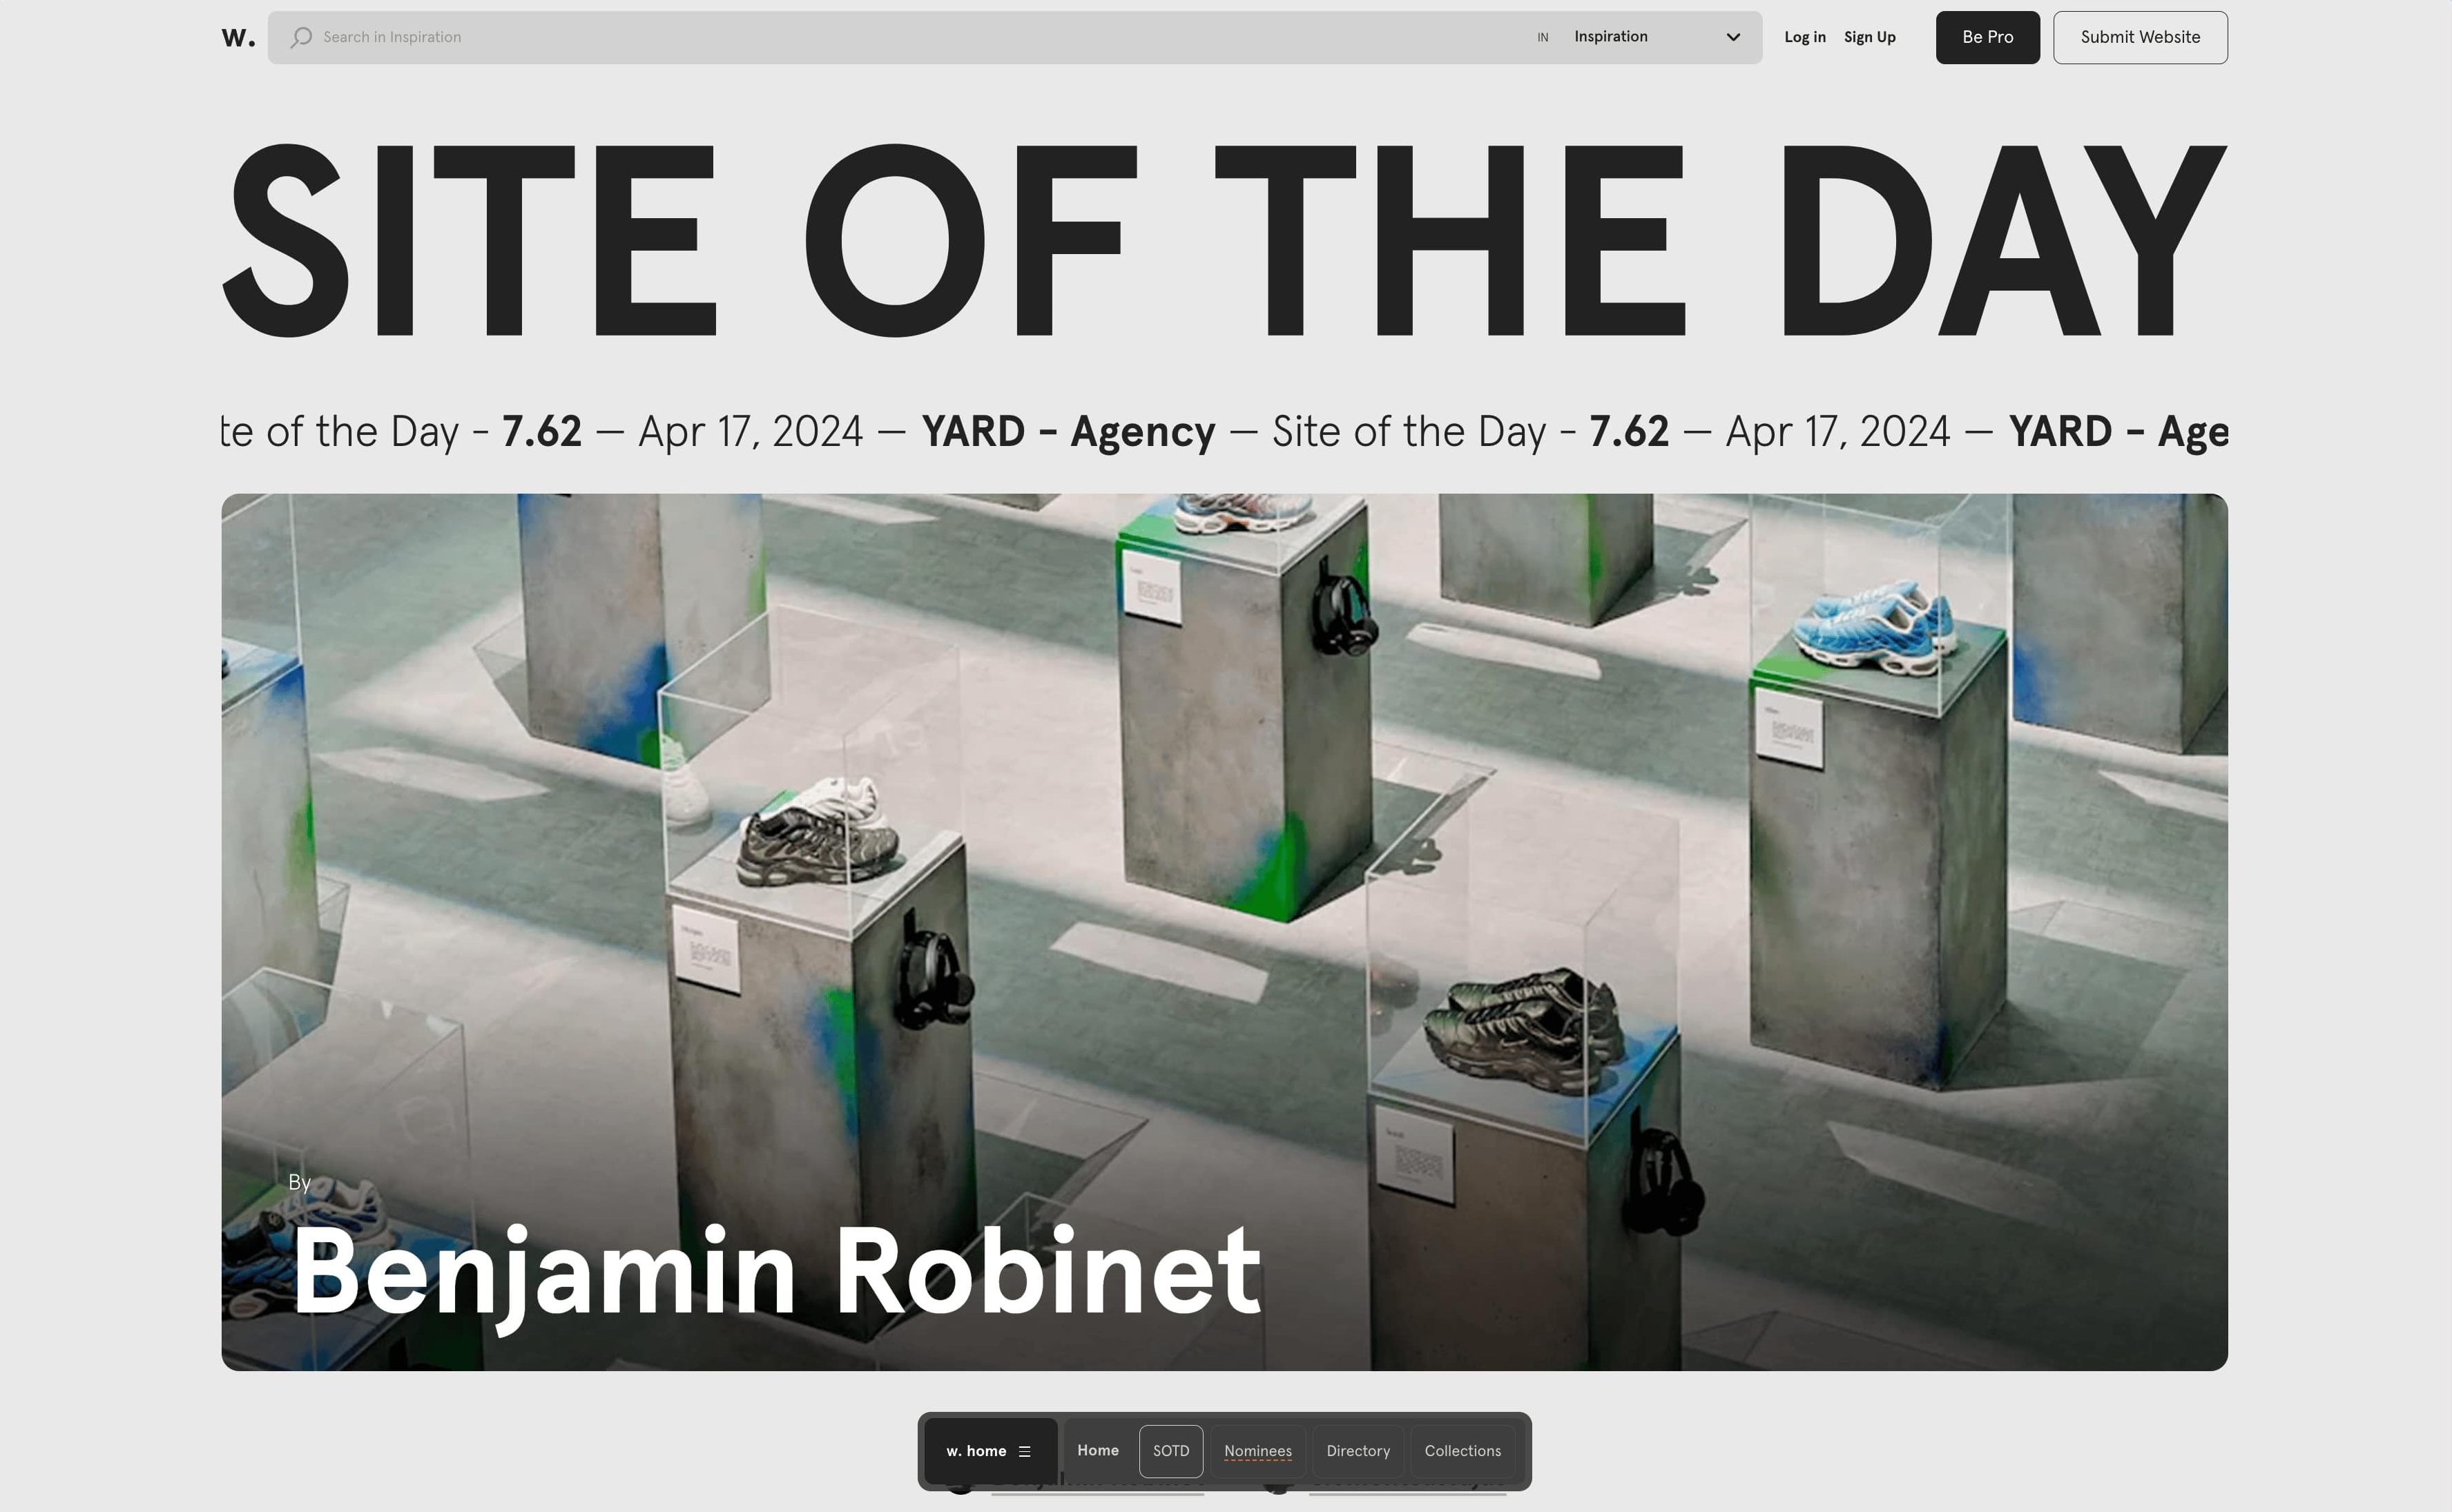 w.
Search in Inspiration
IN Inspiration
Log in Sign Up
Be Pro
Submit Website
SITE OF THE DAY
te of the Day - 7.62 — Apr 17, 2024 — YARD - Agency — Site of the Day - 7.62 — Apr 17, 2024 — YARD - Age
By
Benjamin Robinet
w. home Home SOTD Nominees Directory Collections